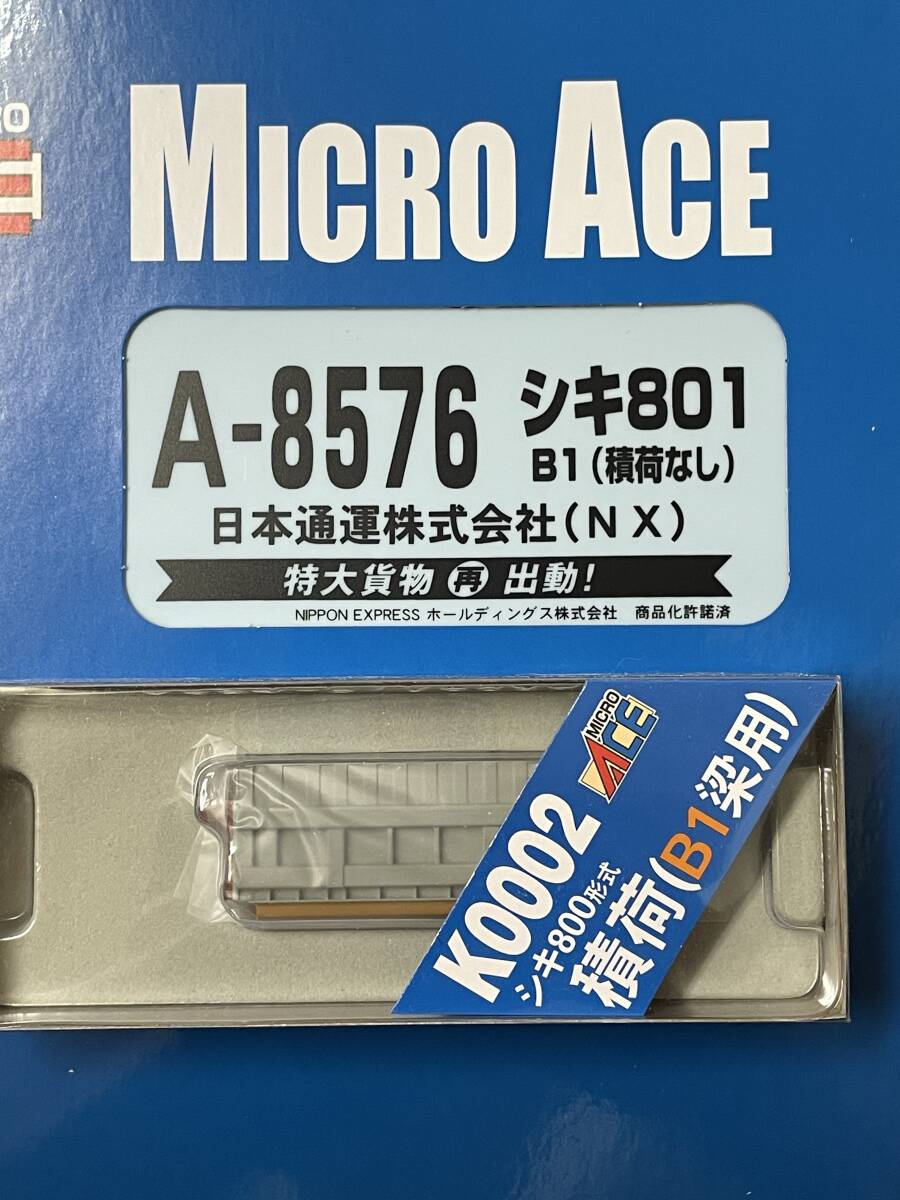 RO
MICRO ACE
A-8576
シキ801
B1(積荷なし)
日本通運株式会社(NX)
特大貨物 再 出動!
NIPPON EXPRESS ホールディングス株式会社 商品化許諾済
MICRO ACE
K0002
シキ800形式
積荷(B1梁用)